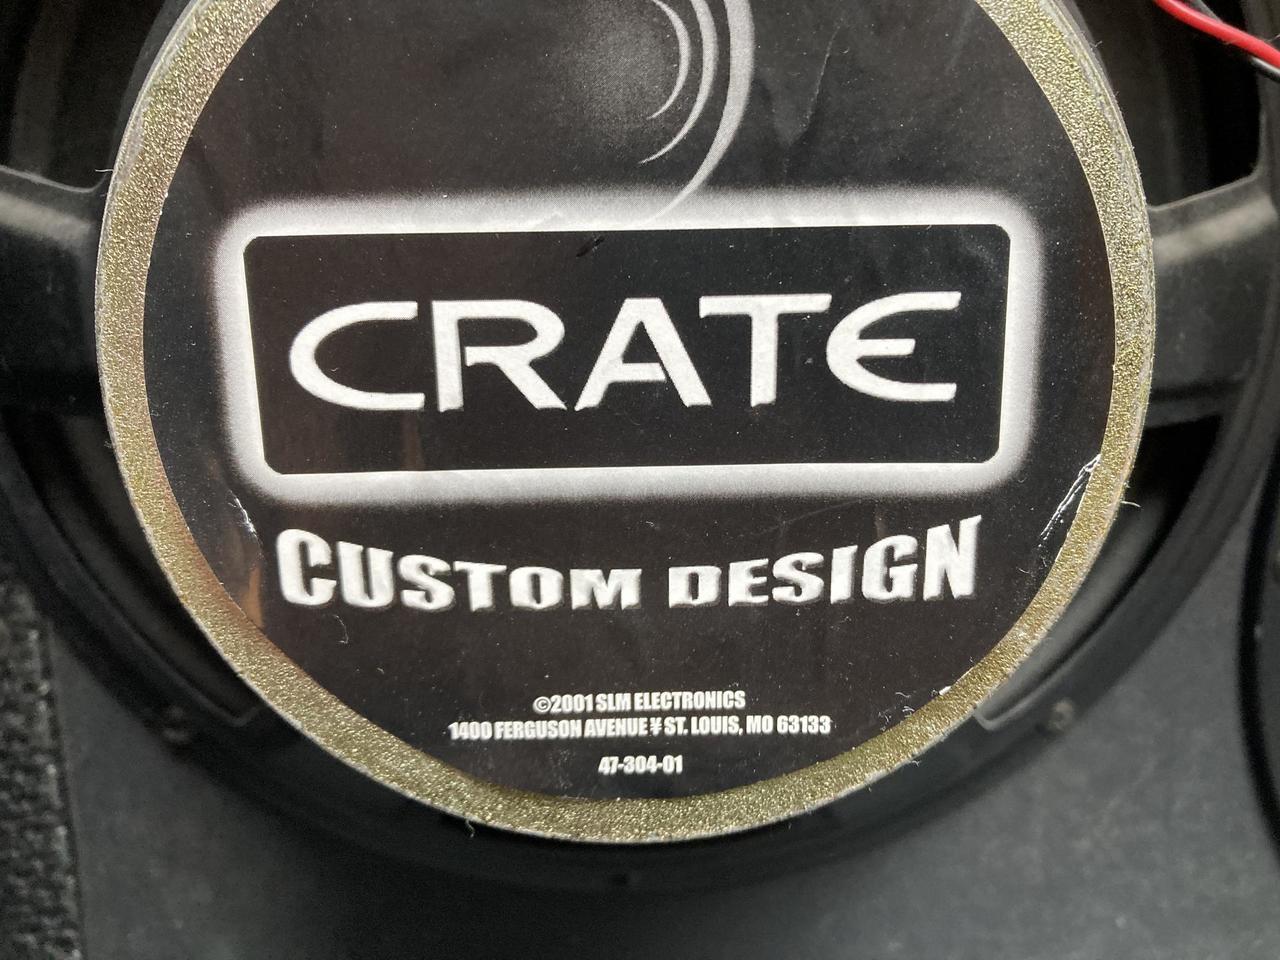 CRATE
CUSTOM DESIGN
©2001 SLM ELECTRONICS
1400 FERGUSON AVENUE ¥ ST. LOUIS, MO 63133
47-304-01